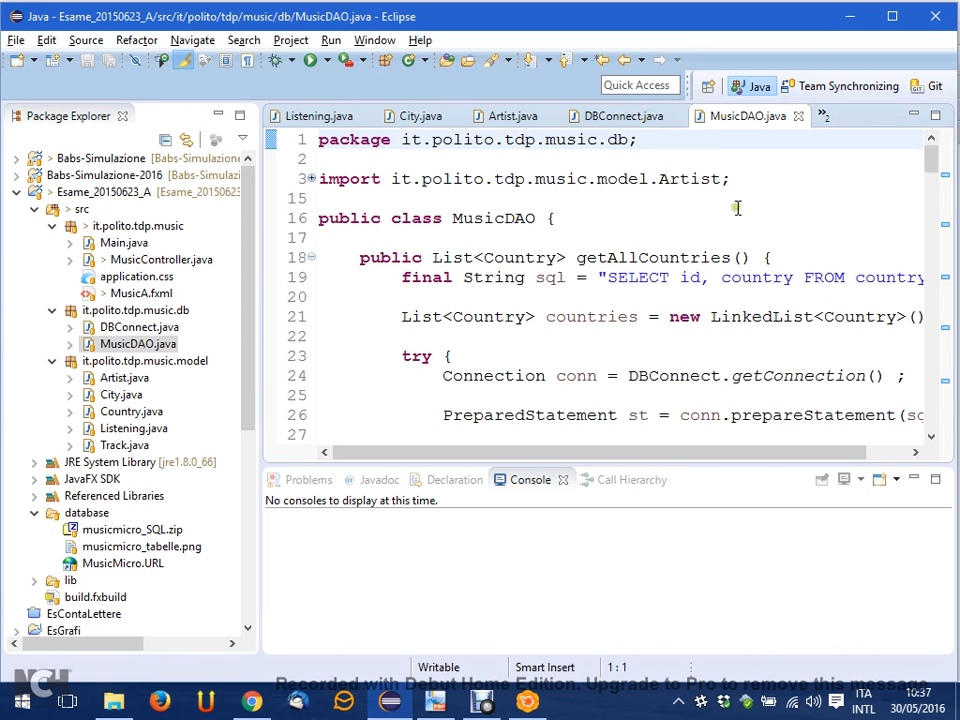 Java - Esame_20150623_A/src/it/polito/tdp/music/db/MusicDAO.java - Eclipse
File Edit Source Refactor Navigate Search Project Run Window Help
Quick Access
Java
Team Synchronizing
Git
Package Explorer
Babs-Simulazione [Babs-Simulazione
Babs-Simulazione-2016 [Babs-Simula
> Esame_20150623_A [Esame_20150623
> src
> it.polito.tdp.music
Main.java
> MusicController.java
application.css
> MusicA.fxml
it.polito.tdp.music.db
DBConnect.java
MusicDAO.java
it.polito.tdp.music.model
Artist.java
City.java
Country.java
Listening.java
Track.java
JRE System Library [jre1.8.0_66]
JavaFX SDK
Referenced Libraries
database
musicmicro_SQL.zip
musicmicro_tabelle.png
MusicMicro.URL
lib
build.fxbuild
EsContaLettere
EsGrafi
Listening.java City.java Artist.java DBConnect.java MusicDAO.java »2
1 package it.polito.tdp.music.db;
2
3 import it.polito.tdp.music.model.Artist;
15
16 public class MusicDAO {
17
18 public List<Country> getAllCountries() {
19 final String sql = "SELECT id, country FROM country
20
21 List<Country> countries = new LinkedList<Country>()
22
23 try {
24 Connection conn = DBConnect.getConnection() ;
25
26 PreparedStatement st = conn.prepareStatement(sq
27
Problems Javadoc Declaration Console Call Hierarchy
No consoles to display at this time.
Writable Smart Insert 1 : 1
NCH
Recorded with Debut Home Edition. Upgrade to Pro to remove this message
ITA
INTL
10:37
30/05/2016